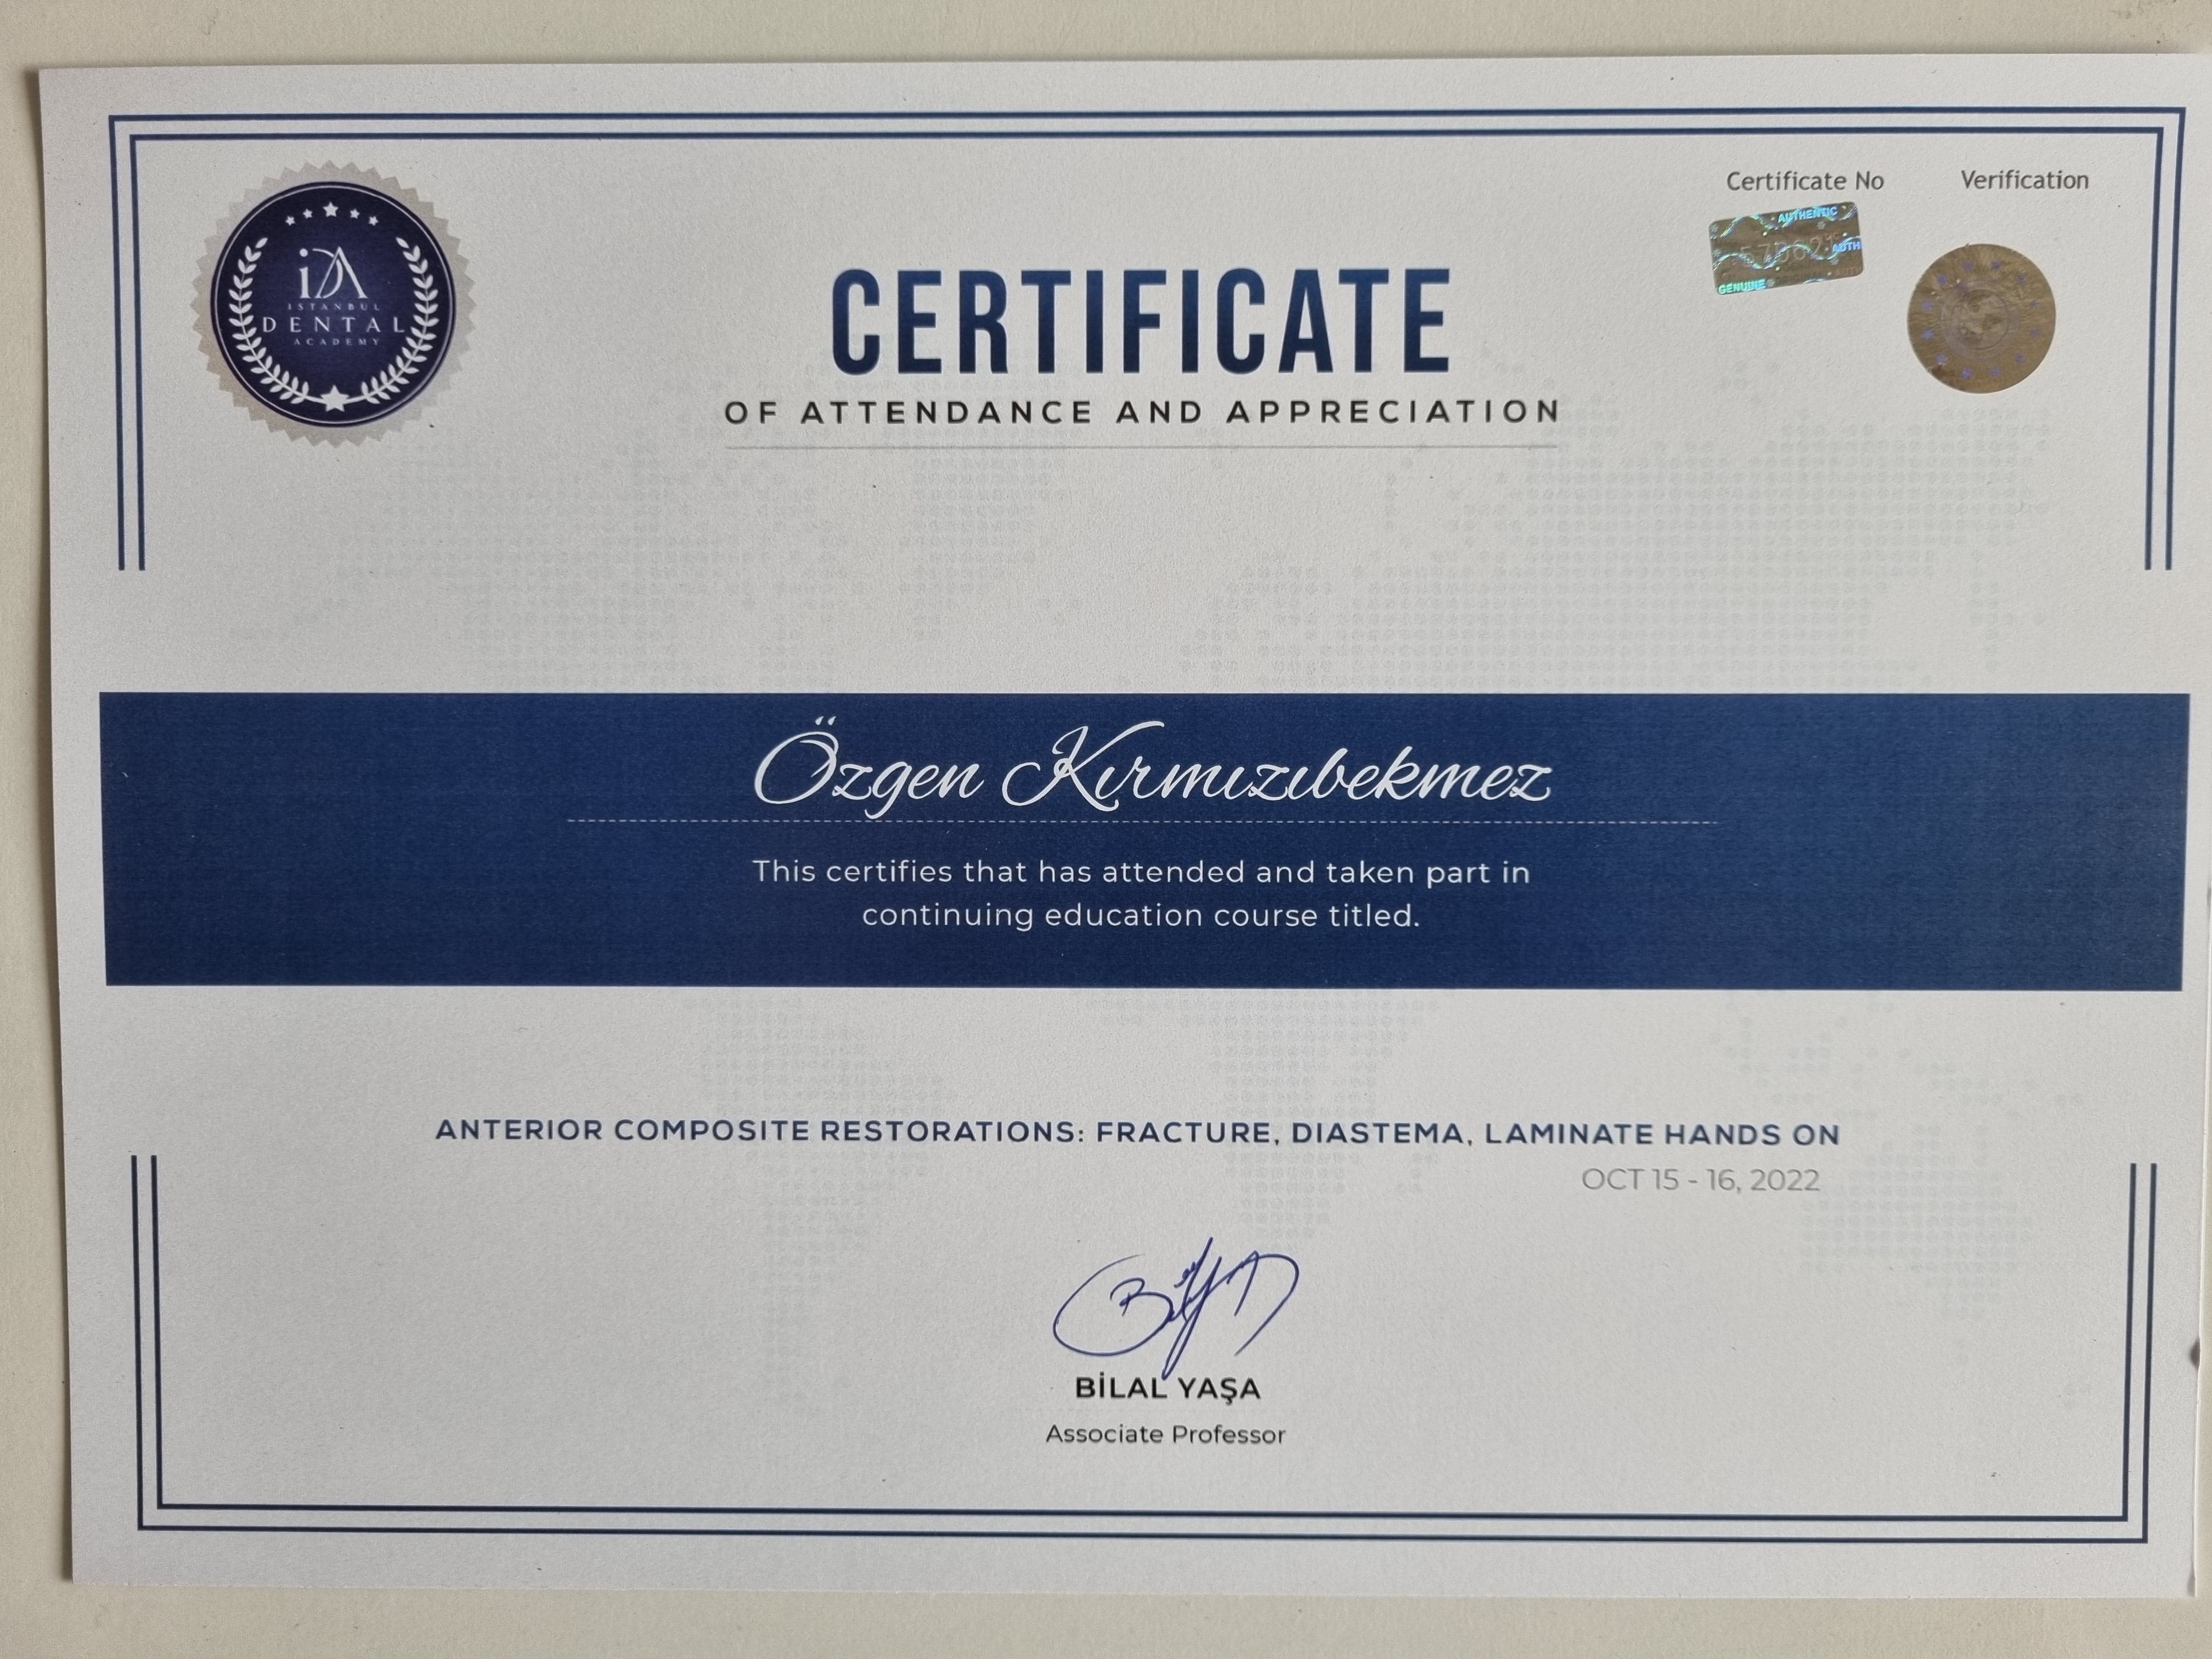 iDA
ISTANBUL
DENTAL
ACADEMY
Certificate No
Verification
AUTHENTIC
AUTH
GENUINE
CERTIFICATE
OF ATTENDANCE AND APPRECIATION
Özgen Kırmızıbekmez
This certifies that has attended and taken part in
continuing education course titled.
ANTERIOR COMPOSITE RESTORATIONS: FRACTURE, DIASTEMA, LAMINATE HANDS ON
OCT 15 - 16, 2022
BİLAL YAŞA
Associate Professor